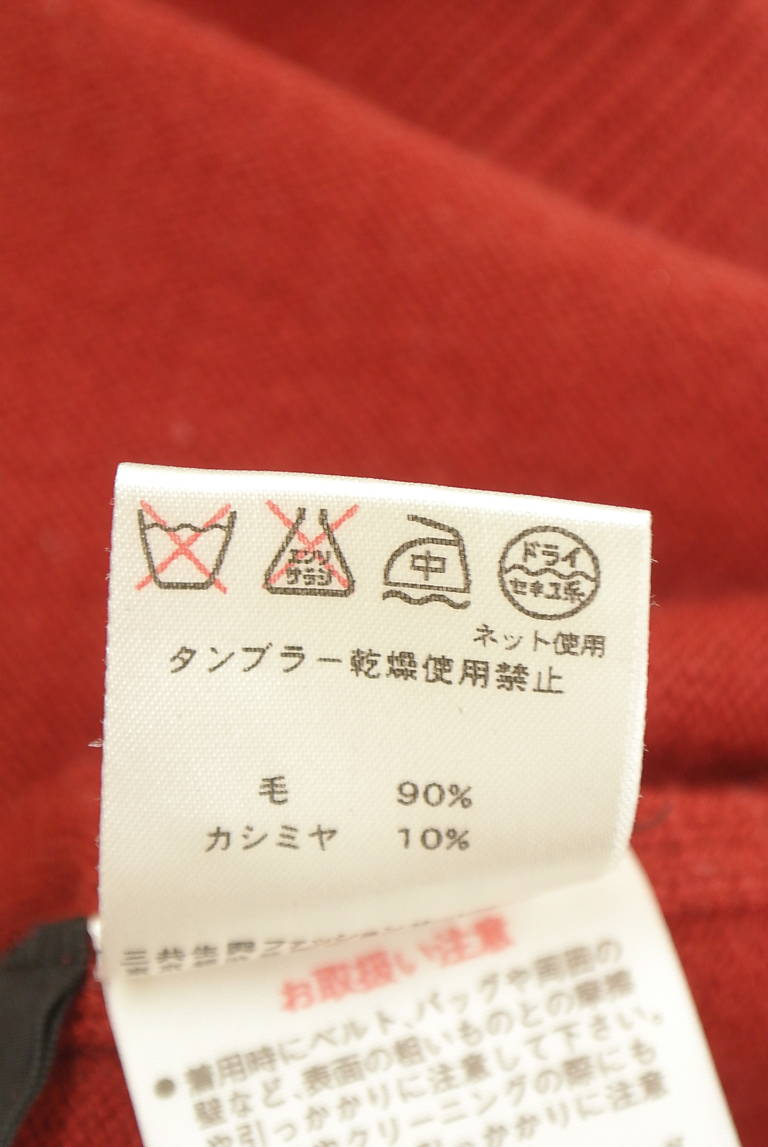 エンソ
サラシ
中
ドライ
セキユ系
ネット使用
タンブラー乾燥使用禁止
毛 90%
カシミヤ 10%
お取扱い注意
●着用時にベルト、バッグや両面の
壁など、表面の粗いものとの摩擦
や引っかかりに注意して下さい。
クリーニングの際にも
っかかりに注意